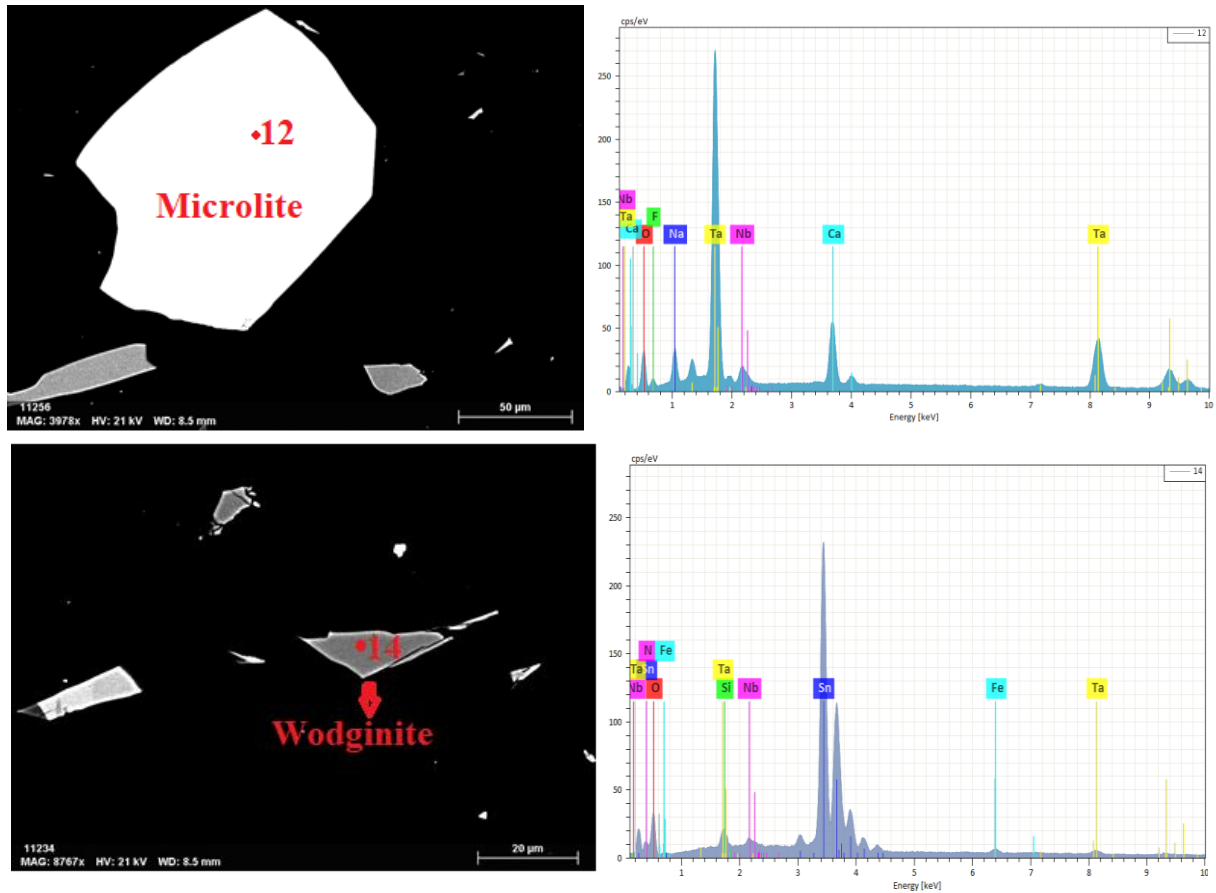 12
Microlite
11256
MAG: 3978x HV: 21 kV WD: 8.5 mm
50 µm
cps/eV
12
250
200
150
100
50
0
Nb
Ta
F
Ca
O
Na
Ta
Nb
Ca
Ta
1 2 3 4 5 6 7 8 9 10
Energy [keV]
14
Wodginite
11234
MAG: 8767x HV: 21 kV WD: 8.5 mm
20 µm
cps/eV
14
250
200
150
100
50
0
N
Fe
Ta
Sn
Ta
Nb
O
Si
Nb
Sn
Fe
Ta
1 2 3 4 5 6 7 8 9 10
Energy [keV]